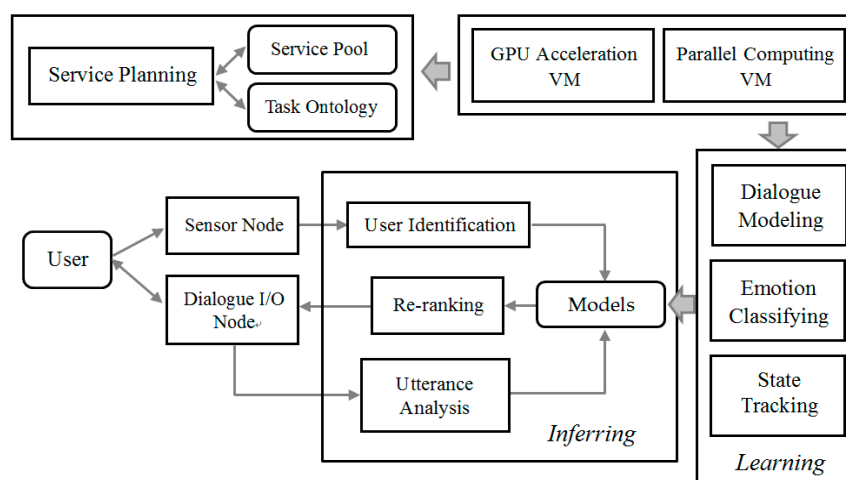 Service Planning
Service Pool
Task Ontology
GPU Acceleration
VM
Parallel Computing
VM
User
Sensor Node
Dialogue I/O
Node
User Identification
Re-ranking
Models
Utterance
Analysis
Inferring
Dialogue
Modeling
Emotion
Classifying
State
Tracking
Learning